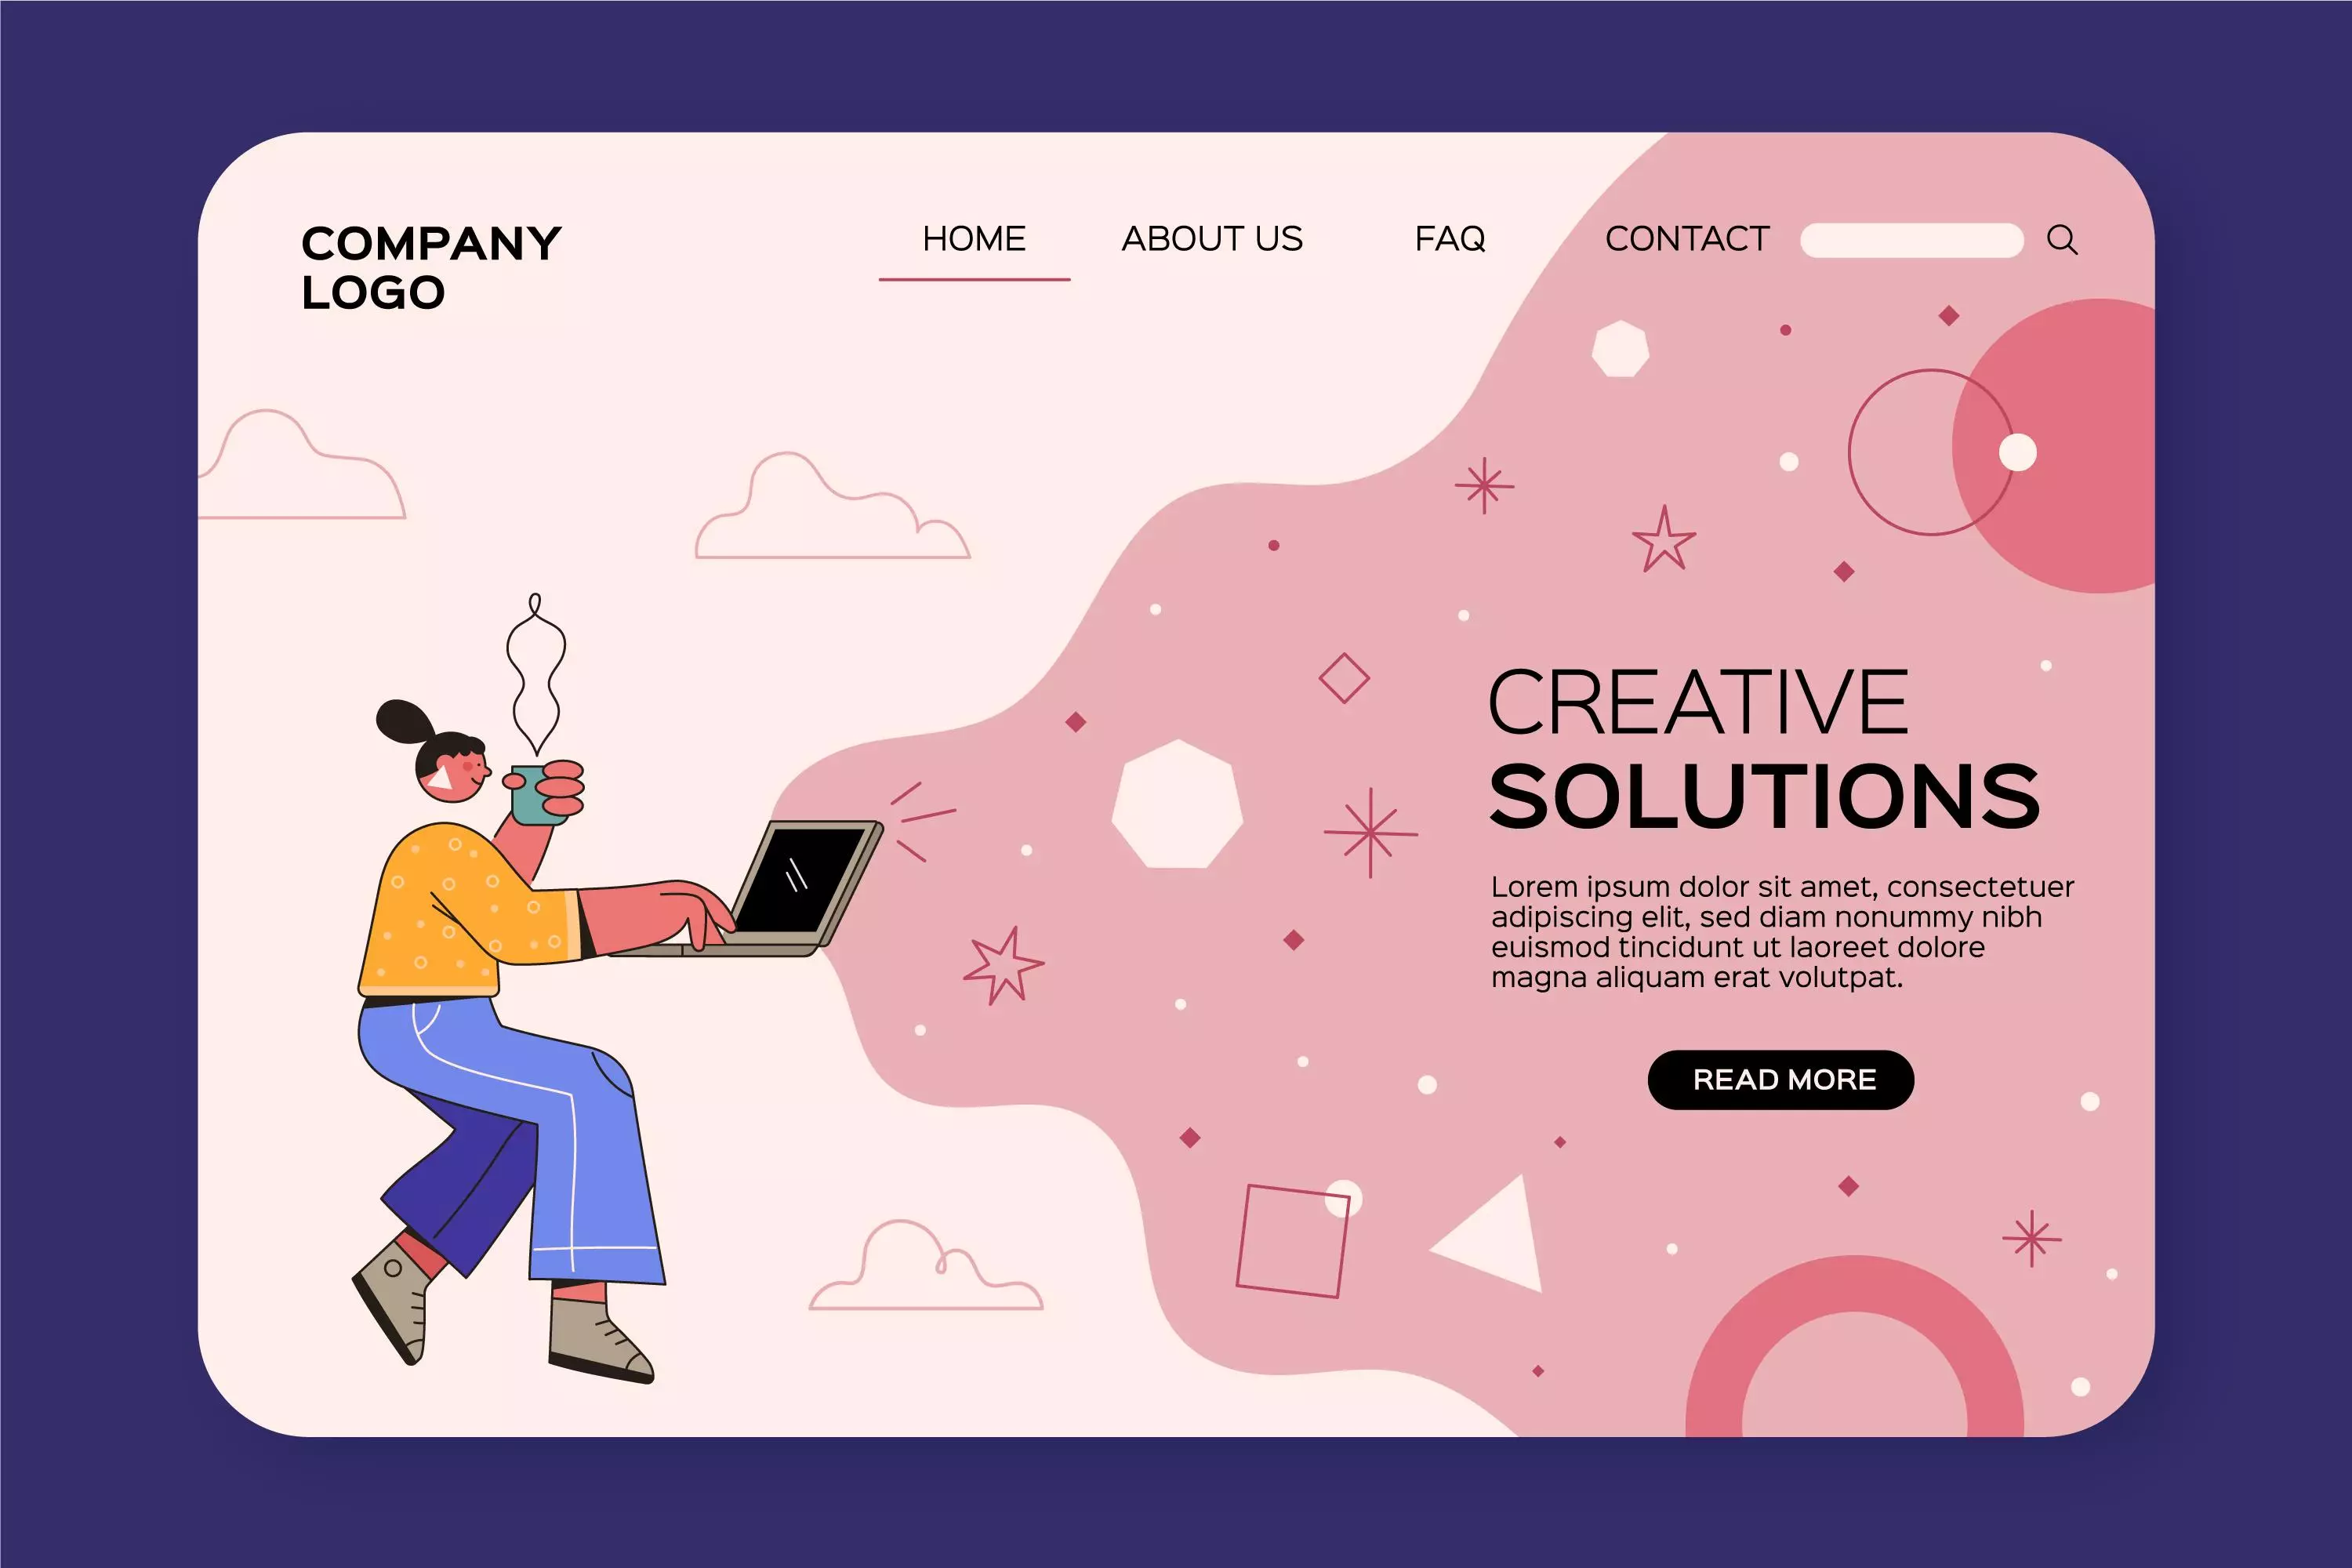 COMPANY
LOGO
HOME ABOUT US FAQ CONTACT
CREATIVE
SOLUTIONS
Lorem ipsum dolor sit amet, consectetuer
adipiscing elit, sed diam nonummy nibh
euismod tincidunt ut laoreet dolore
magna aliquam erat volutpat.
READ MORE